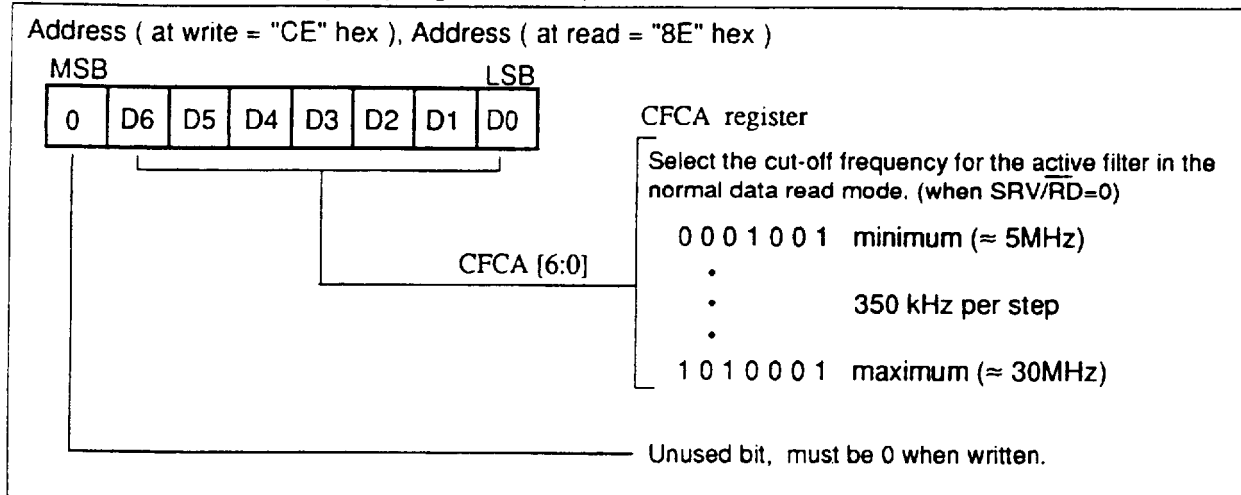 Address ( at write = "CE" hex ), Address ( at read = "8E" hex )
MSB LSB
0 D6 D5 D4 D3 D2 D1 D0
CFCA register
Select the cut-off frequency for the active filter in the
normal data read mode. (when SRV/R̅D̅=0)
0 0 0 1 0 0 1 minimum (≈ 5MHz)
CFCA [6:0]
• 
• 350 kHz per step
•
1 0 1 0 0 0 1 maximum (≈ 30MHz)
Unused bit, must be 0 when written.